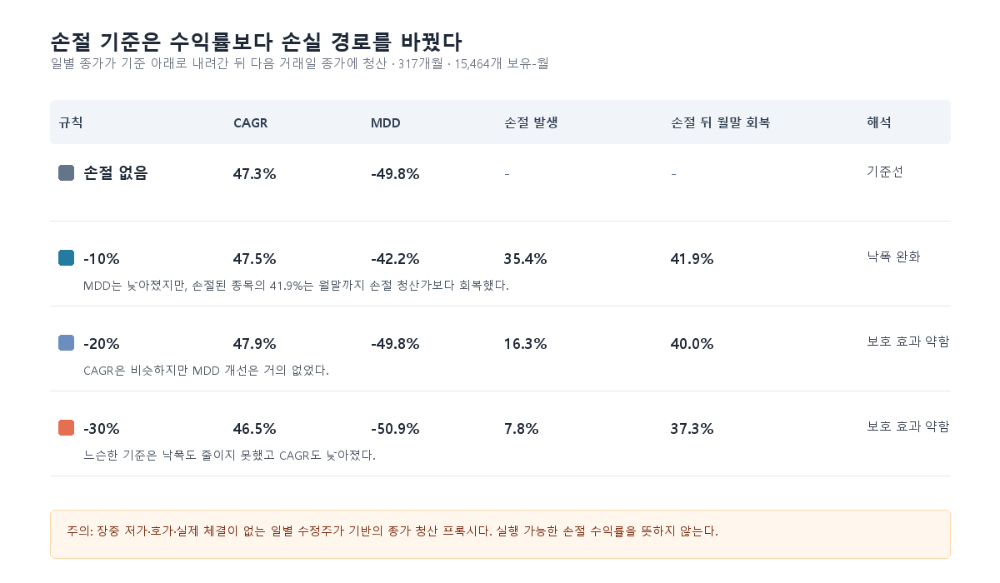 손절 기준은 수익률보다 손실 경로를 바꿨다
일별 종가가 기준 아래로 내려간 뒤 다음 거래일 종가에 청산 · 317개월 · 15,464개 보유-월
규칙 CAGR MDD 손절 발생 손절 뒤 월말 회복 해석
손절 없음 47.3% -49.8% - - 기준선
-10% 47.5% -42.2% 35.4% 41.9% 낙폭 완화
MDD는 낮아졌지만, 손절된 종목의 41.9%는 월말까지 손절 청산가보다 회복했다.
-20% 47.9% -49.8% 16.3% 40.0% 보호 효과 약함
CAGR은 비슷하지만 MDD 개선은 거의 없었다.
-30% 46.5% -50.9% 7.8% 37.3% 보호 효과 약함
느슨한 기준은 낙폭도 줄이지 못했고 CAGR도 낮아졌다.
주의: 장중 저가·호가·실제 체결이 없는 일별 수정주가 기반의 종가 청산 프록시다. 실행 가능한 손절 수익률을 뜻하지 않는다.